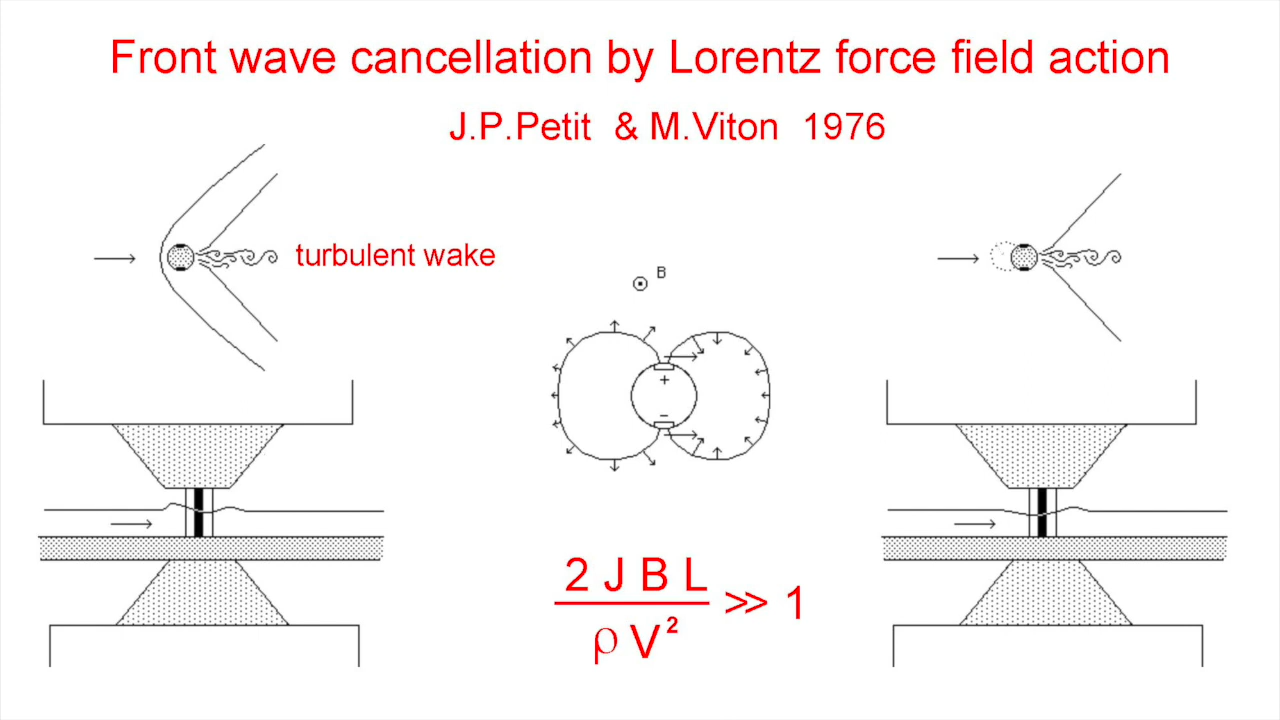 Front wave cancellation by Lorentz force field action
J.P.Petit & M.Viton 1976
turbulent wake
B
+
−
2 J B L
ρ V² >> 1